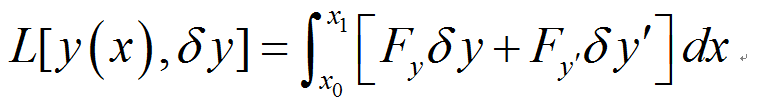 L[y(x), δy] = ∫_{x_0}^{x_1} [F_y δy + F_{y'} δy'] dx ↵